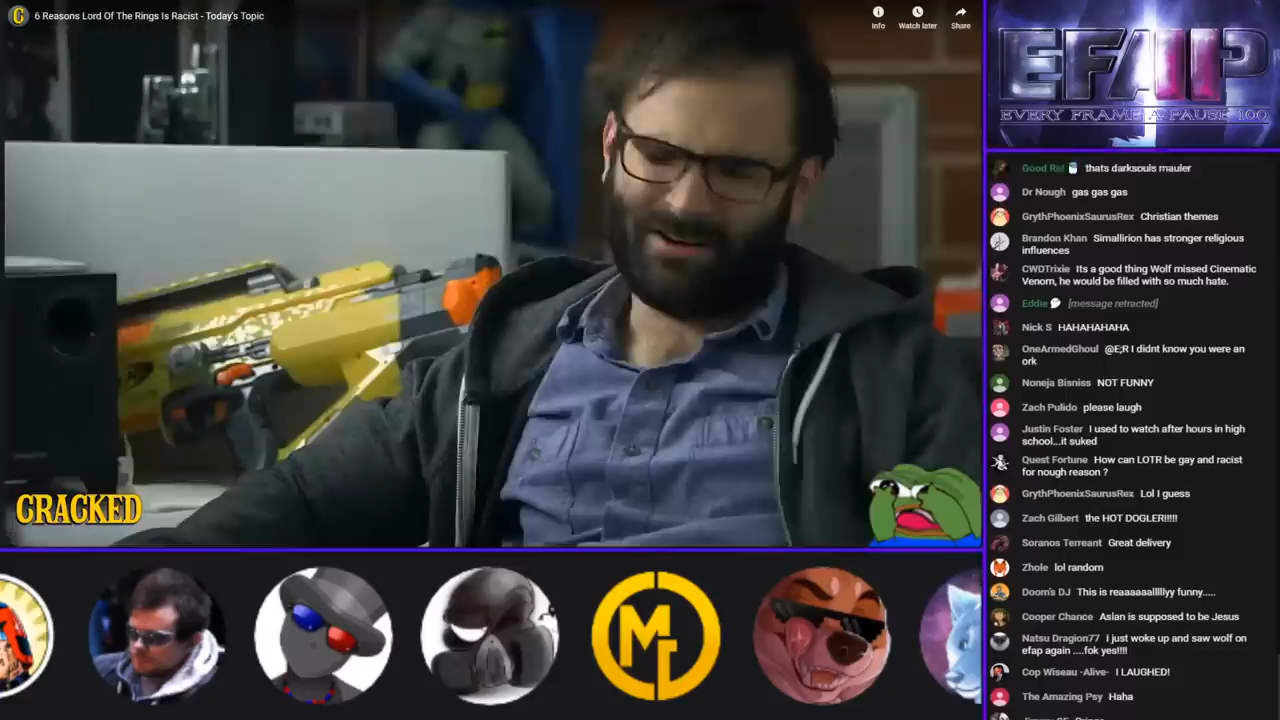 6 Reasons Lord Of The Rings Is Racist - Today's Topic
Info
Watch later
Share
EFAP
EVERY FRAME A PAUSE 100
CRACKED
Good Rat thats darksouls mauler
Dr Nough gas gas gas
GrythPhoenixSaurusRex Christian themes
Brandon Khan Simallirion has stronger religious
influences
CWDTrixie Its a good thing Wolf missed Cinematic
Venom, he would be filled with so much hate.
Eddie [message retracted]
Nick S HAHAHAHAHA
OneArmedGhoul @E;R I didnt know you were an
ork
Noneja Bisniss NOT FUNNY
Zach Pulido please laugh
Justin Foster I used to watch after hours in high
school...it suked
Quest Fortune How can LOTR be gay and racist
for nough reason ?
GrythPhoenixSaurusRex Lol I guess
Zach Gilbert the HOT DOGLER!!!!!
Soranos Terreant Great delivery
Zhole lol random
Doom's DJ This is reaaaaaallllllyy funny.....
Cooper Chance Aslan is supposed to be Jesus
Natsu Dragion77 i just woke up and saw wolf on
efap again ....fok yes!!!!
Cop Wiseau -Alive- I LAUGHED!
The Amazing Psy Haha